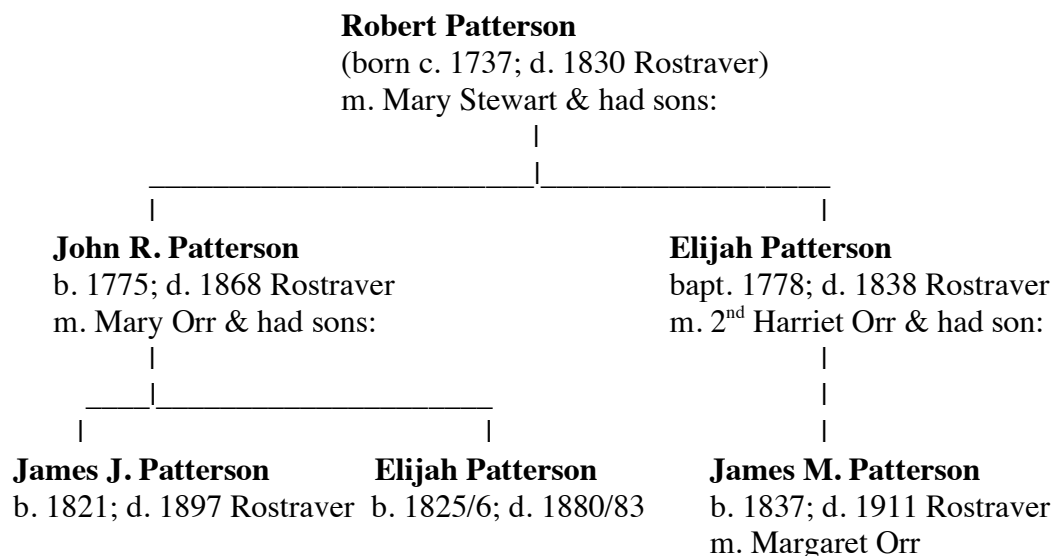 Robert Patterson
(born c. 1737; d. 1830 Rostraver)
m. Mary Stewart & had sons:
John R. Patterson
b. 1775; d. 1868 Rostraver
m. Mary Orr & had sons:
Elijah Patterson
bapt. 1778; d. 1838 Rostraver
m. 2nd Harriet Orr & had son:
James J. Patterson
b. 1821; d. 1897 Rostraver
Elijah Patterson
b. 1825/6; d. 1880/83
James M. Patterson
b. 1837; d. 1911 Rostraver
m. Margaret Orr